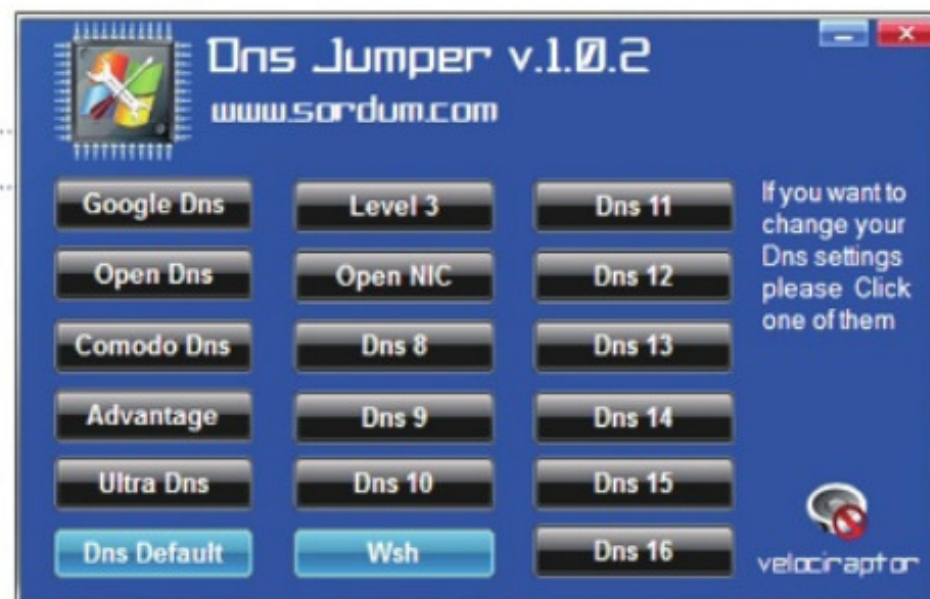 Dns Jumper v.1.0.2
www.sordum.com
Google Dns
Level 3
Dns 11
Open Dns
Open NIC
Dns 12
Comodo Dns
Dns 8
Dns 13
Advantage
Dns 9
Dns 14
Ultra Dns
Dns 10
Dns 15
Dns Default
Wsh
Dns 16
If you want to
change your
Dns settings
please Click
one of them
velociraptor